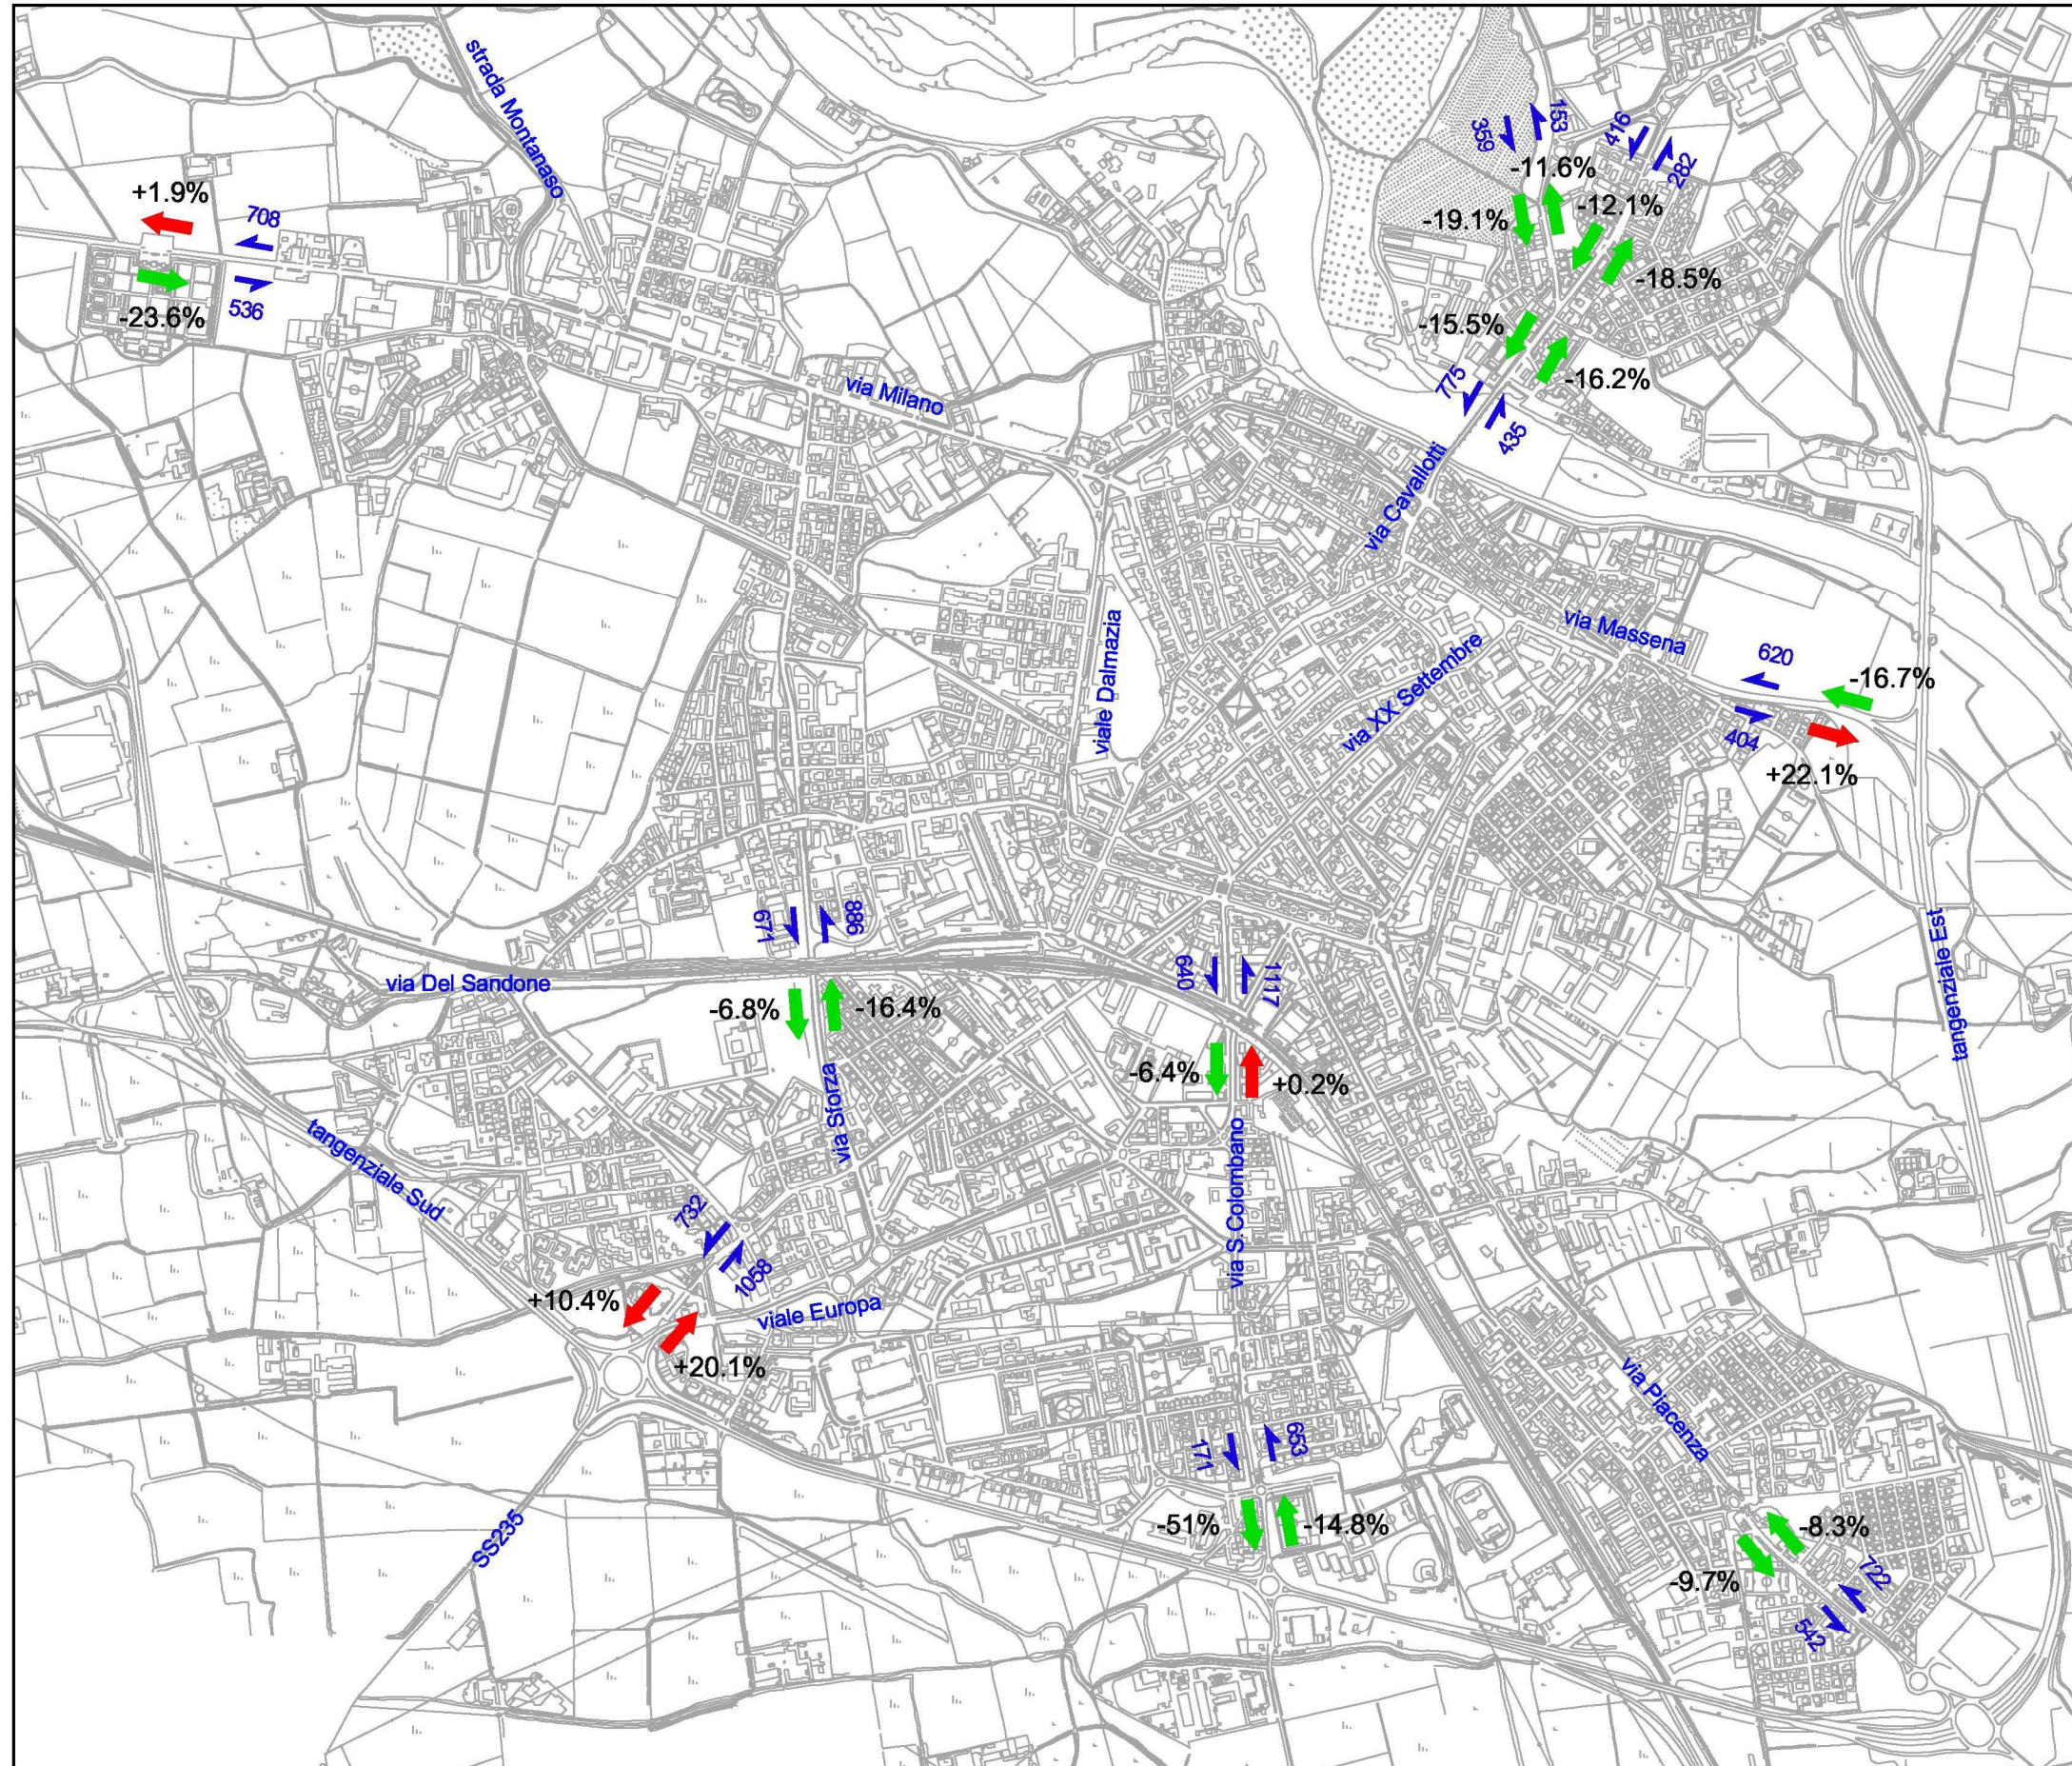 strada Montanaso
+1.9%
708
-23.6%
536
359
153
416
282
-11.6%
-12.1%
-19.1%
-18.5%
-15.5%
-16.2%
775
435
via Milano
via Cavallotti
viale Dalmazia
via XX Settembre
via Massena
620
-16.7%
404
+22.1%
tangenziale Est
671
886
via Del Sandone
-6.8%
-16.4%
via Sforza
640
1117
-6.4%
+0.2%
via S.Colombano
tangenziale Sud
732
1058
+10.4%
+20.1%
viale Europa
SS235
171
653
-51%
-14.8%
via Piacenza
-8.3%
-9.7%
722
542